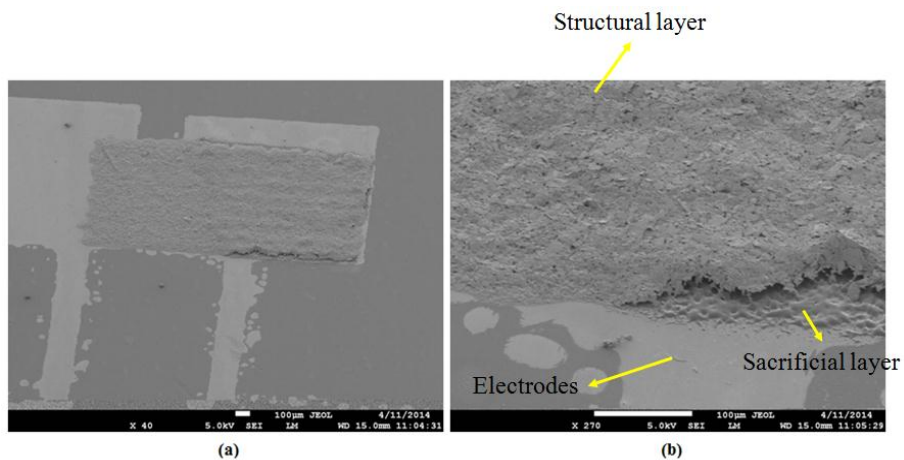 Structural layer
Sacrificial layer
Electrodes
100µm JEOL 4/11/2014
X 40 5.0kV SEI LM WD 15.0mm 11:04:31
100µm JEOL 4/11/2014
X 270 5.0kV SEI LM WD 15.0mm 11:05:29
(a)
(b)